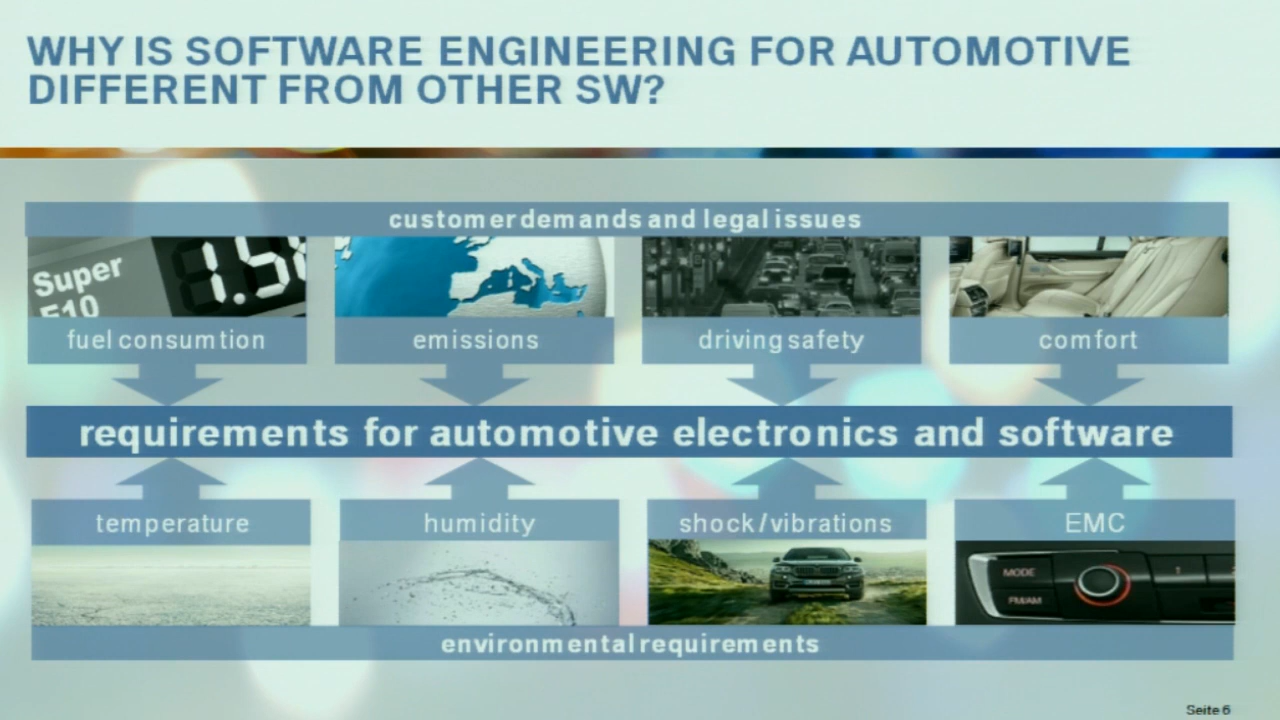 WHY IS SOFTWARE ENGINEERING FOR AUTOMOTIVE
DIFFERENT FROM OTHER SW?
customer demands and legal issues
Super
E10
1.5
fuel consumtion
emissions
driving safety
comfort
requirements for automotive electronics and software
temperature
humidity
shock/vibrations
EMC
MODE
FM/AM
1
environmental requirements
Seite 6